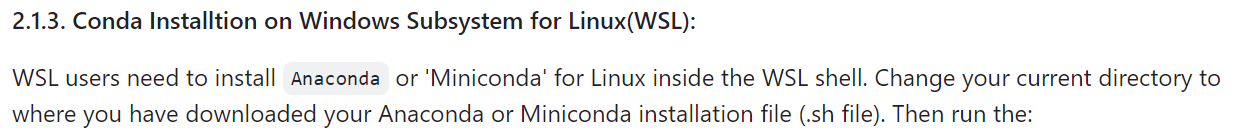 2.1.3. Conda Installtion on Windows Subsystem for Linux(WSL):
WSL users need to install Anaconda or 'Miniconda' for Linux inside the WSL shell. Change your current directory to
where you have downloaded your Anaconda or Miniconda installation file (.sh file). Then run the: